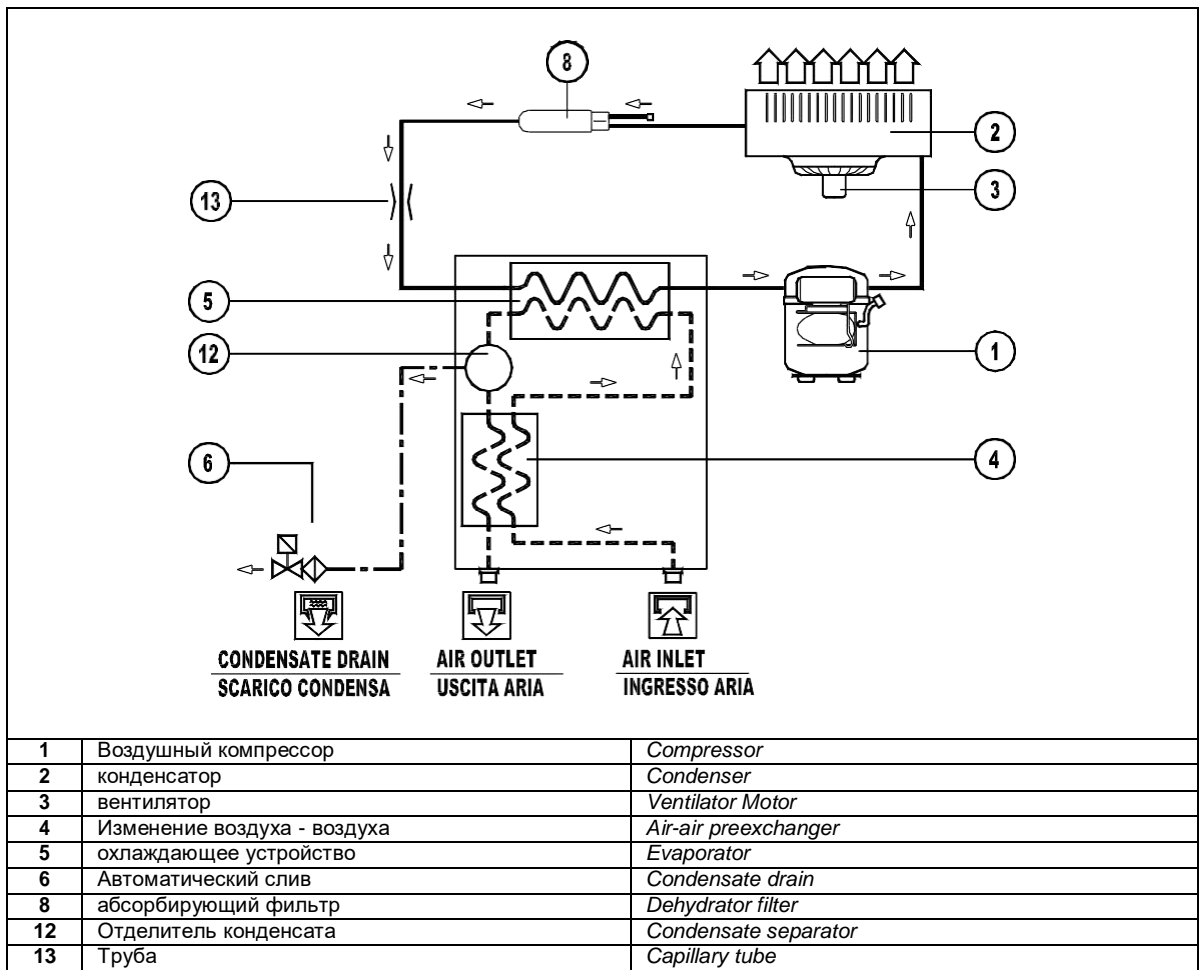 8
2
3
13
5
12
1
6
4
CONDENSATE DRAIN
SCARICO CONDENSA
AIR OUTLET
USCITA ARIA
AIR INLET
INGRESSO ARIA
1 Воздушный компрессор Compressor
2 конденсатор Condenser
3 вентилятор Ventilator Motor
4 Изменение воздуха - воздуха Air-air preexchanger
5 охлаждающее устройство Evaporator
6 Автоматический слив Condensate drain
8 абсорбирующий фильтр Dehydrator filter
12 Отделитель конденсата Condensate separator
13 Труба Capillary tube